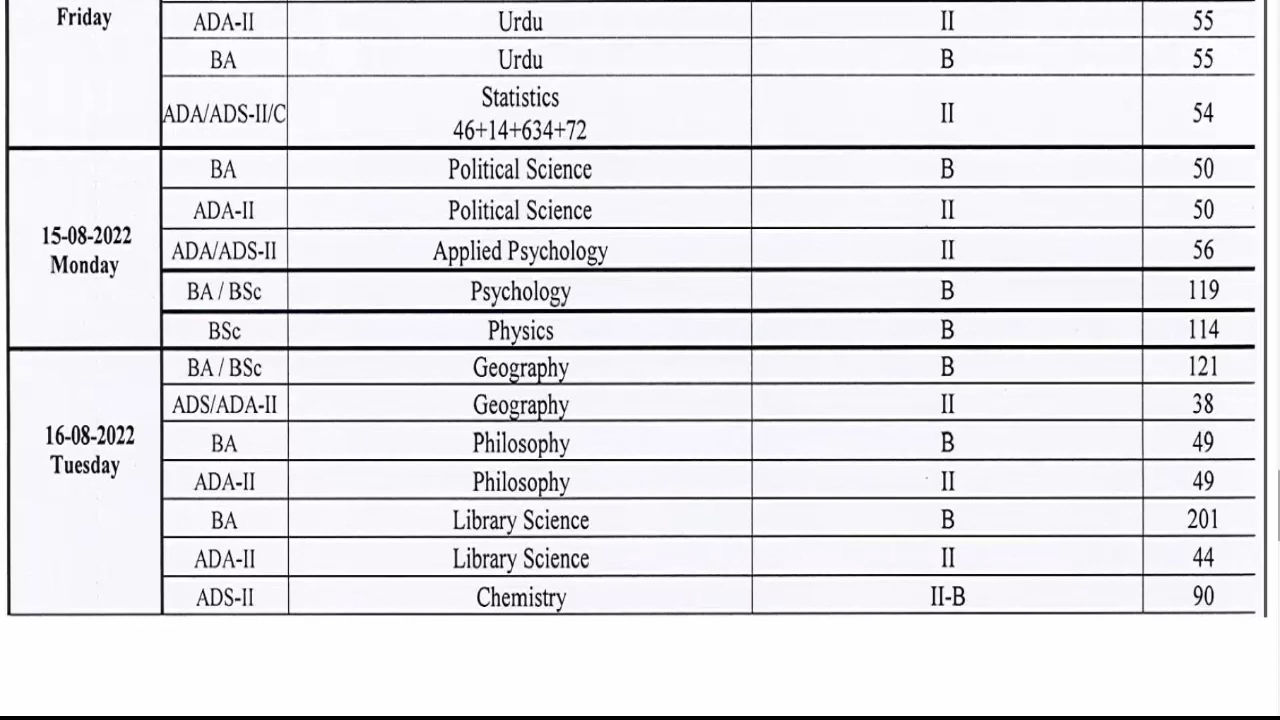 Friday
ADA-II Urdu II 55
BA Urdu B 55
ADA/ADS-II/C Statistics II 54
46+14+634+72
15-08-2022
Monday
BA Political Science B 50
ADA-II Political Science II 50
ADA/ADS-II Applied Psychology II 56
BA / BSc Psychology B 119
BSc Physics B 114
16-08-2022
Tuesday
BA / BSc Geography B 121
ADS/ADA-II Geography II 38
BA Philosophy B 49
ADA-II Philosophy II 49
BA Library Science B 201
ADA-II Library Science II 44
ADS-II Chemistry II-B 90